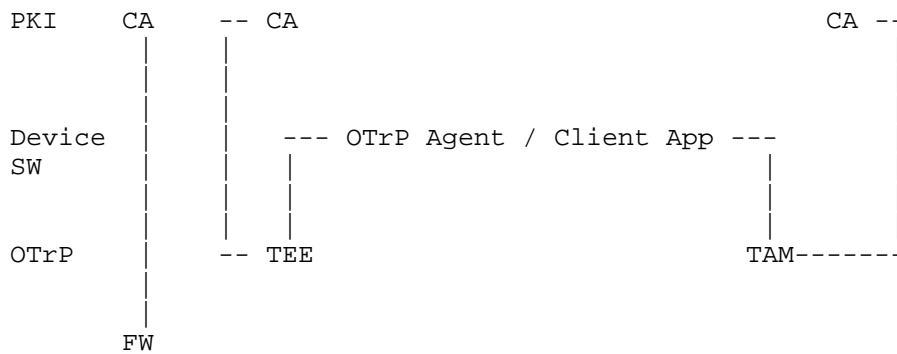 PKI CA -- CA CA --
Device --- OTrP Agent / Client App ---
SW
OTrP -- TEE TAM-------
FW